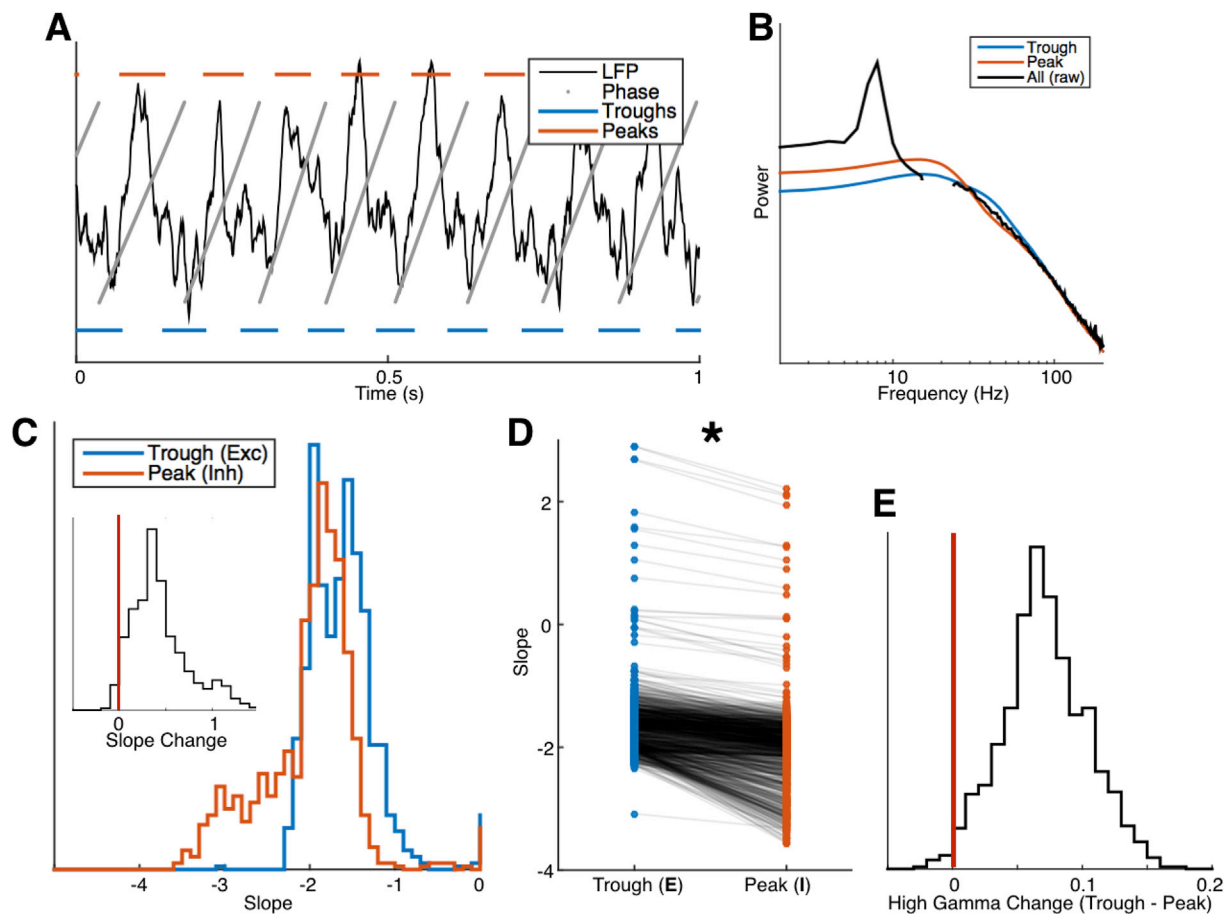 A
LFP
Phase
Troughs
Peaks
0
0.5
1
Time (s)
B
Trough
Peak
All (raw)
Power
10
100
Frequency (Hz)
C
Trough (Exc)
Peak (Inh)
0
1
Slope Change
-4
-3
-2
-1
0
Slope
D
*
2
0
-2
-4
Slope
Trough (E)
Peak (I)
E
0
0.1
0.2
High Gamma Change (Trough - Peak)